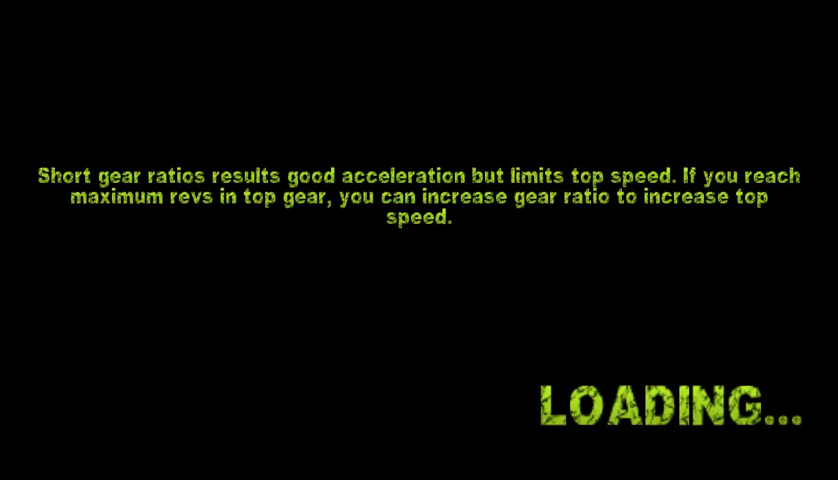 Short gear ratios results good acceleration but limits top speed. If you reach
maximum revs in top gear, you can increase gear ratio to increase top
speed.
LOADING...